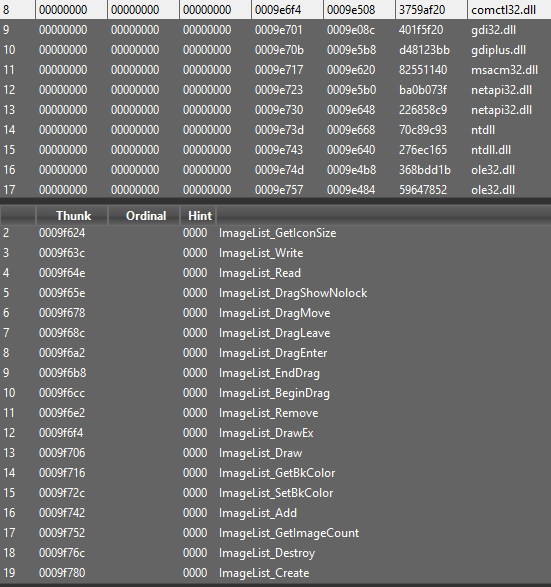 8 00000000 00000000 00000000 0009e6f4 0009e508 3759af20 comctl32.dll
9 00000000 00000000 00000000 0009e701 0009e08c 401f5f20 gdi32.dll
10 00000000 00000000 00000000 0009e70b 0009e5b8 d48123bb gdiplus.dll
11 00000000 00000000 00000000 0009e717 0009e620 82551140 msacm32.dll
12 00000000 00000000 00000000 0009e723 0009e5b0 ba0b073f netapi32.dll
13 00000000 00000000 00000000 0009e730 0009e648 226858c9 netapi32.dll
14 00000000 00000000 00000000 0009e73d 0009e668 70c89c93 ntdll
15 00000000 00000000 00000000 0009e743 0009e640 276ec165 ntdll.dll
16 00000000 00000000 00000000 0009e74d 0009e4b8 368bdd1b ole32.dll
17 00000000 00000000 00000000 0009e757 0009e484 59647852 ole32.dll
Thunk Ordinal Hint
2 0009f624 0000 ImageList_GetIconSize
3 0009f63c 0000 ImageList_Write
4 0009f64e 0000 ImageList_Read
5 0009f65e 0000 ImageList_DragShowNolock
6 0009f678 0000 ImageList_DragMove
7 0009f68c 0000 ImageList_DragLeave
8 0009f6a2 0000 ImageList_DragEnter
9 0009f6b8 0000 ImageList_EndDrag
10 0009f6cc 0000 ImageList_BeginDrag
11 0009f6e2 0000 ImageList_Remove
12 0009f6f4 0000 ImageList_DrawEx
13 0009f706 0000 ImageList_Draw
14 0009f716 0000 ImageList_GetBkColor
15 0009f72c 0000 ImageList_SetBkColor
16 0009f742 0000 ImageList_Add
17 0009f752 0000 ImageList_GetImageCount
18 0009f76c 0000 ImageList_Destroy
19 0009f780 0000 ImageList_Create